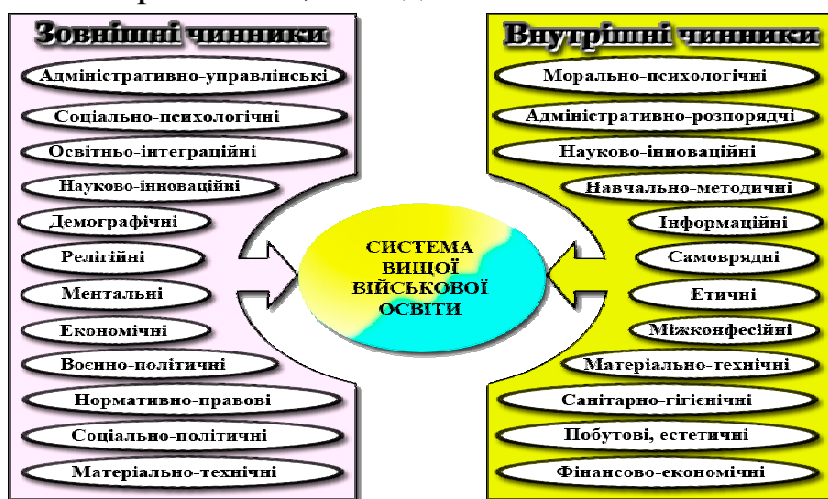 Зовнішні чинники
Адміністративно-управлінські
Соціально-психологічні
Освітньо-інтеграційні
Науково-інноваційні
Демографічні
Релігійні
Ментальні
Економічні
Воєнно-політичні
Нормативно-правові
Соціально-політичні
Матеріально-технічні
СИСТЕМА
ВИЩОЇ
ВІЙСЬКОВОЇ
ОСВІТИ
Внутрішні чинники
Морально-психологічні
Адміністративно-розпорядчі
Науково-інноваційні
Навчально-методичні
Інформаційні
Самоврядні
Етичні
Міжконфесійні
Матеріально-технічні
Санітарно-гігієнічні
Побутові, естетичні
Фінансово-економічні